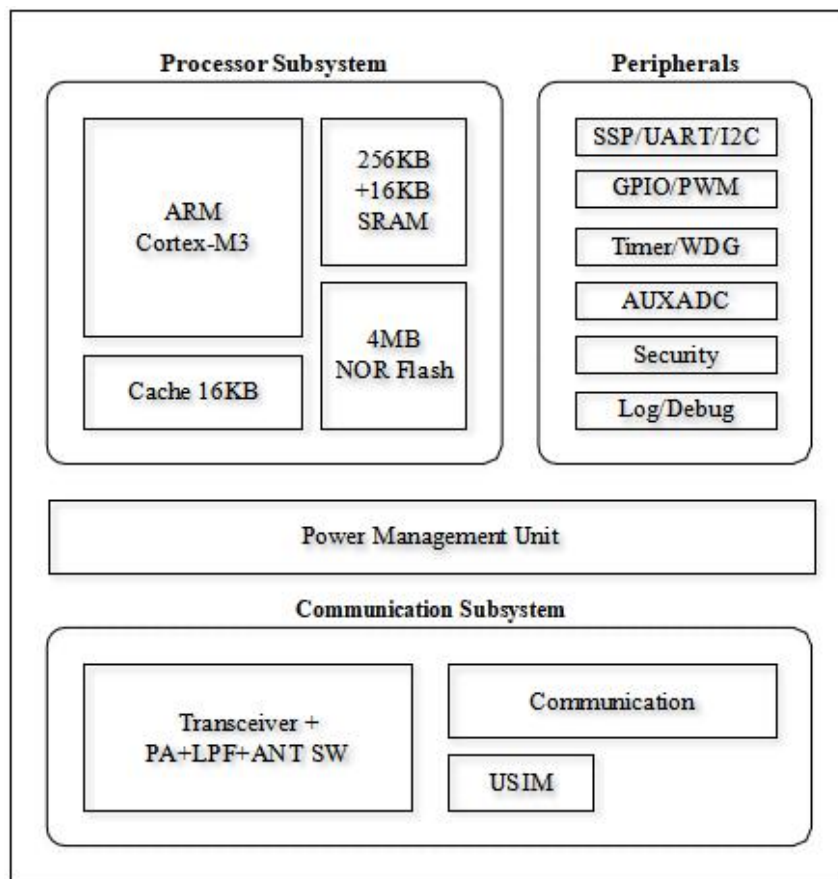 Processor Subsystem
ARM
Cortex-M3
256KB
+16KB
SRAM
Cache 16KB
4MB
NOR Flash
Peripherals
SSP/UART/I2C
GPIO/PWM
Timer/WDG
AUXADC
Security
Log/Debug
Power Management Unit
Communication Subsystem
Transceiver +
PA+LPF+ANT SW
Communication
USIM